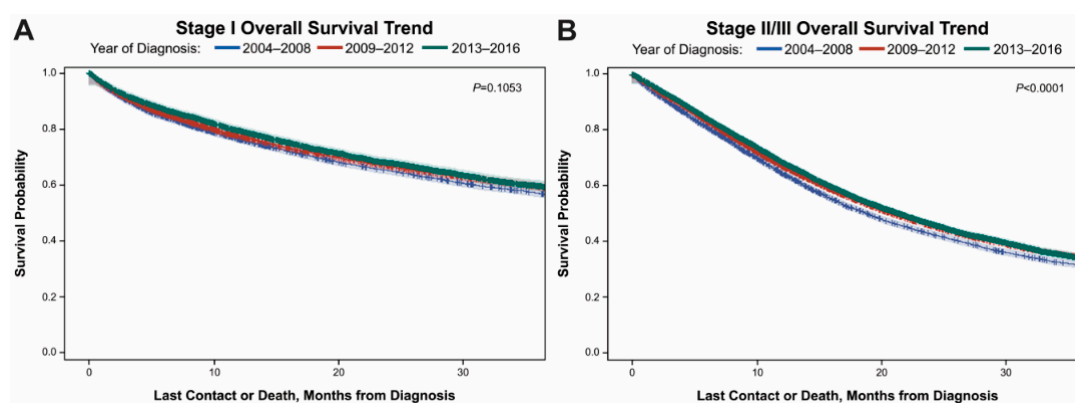 A
Stage I Overall Survival Trend
Year of Diagnosis: 2004–2008 2009–2012 2013–2016
P=0.1053
Survival Probability
1.0
0.8
0.6
0.4
0.2
0.0
0 10 20 30
Last Contact or Death, Months from Diagnosis
B
Stage II/III Overall Survival Trend
Year of Diagnosis: 2004–2008 2009–2012 2013–2016
P<0.0001
Survival Probability
1.0
0.8
0.6
0.4
0.2
0.0
0 10 20 30
Last Contact or Death, Months from Diagnosis